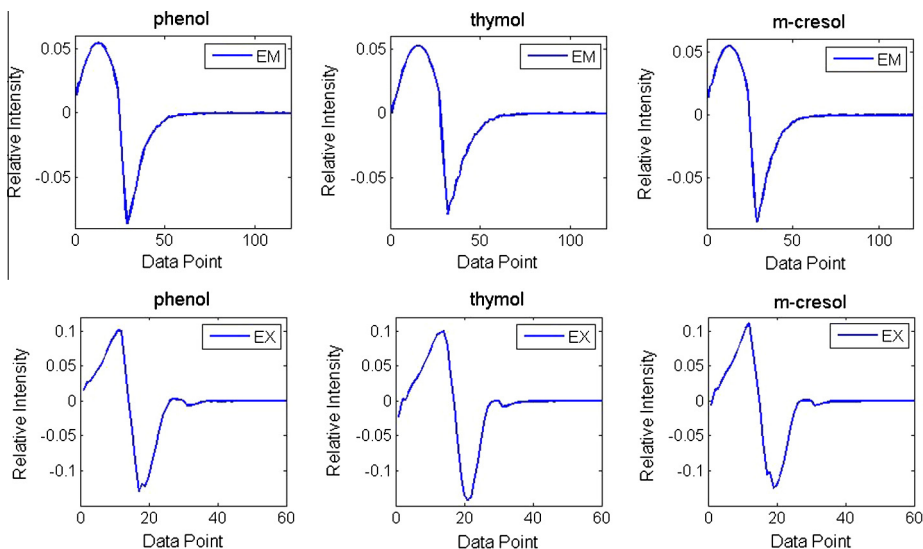 phenol
thymol
m-cresol
Relative Intensity
0.05
0
-0.05
EM
0
50
100
Data Point
Relative Intensity
0.05
0
-0.05
EM
0
50
100
Data Point
Relative Intensity
0.05
0
-0.05
EM
0
50
100
Data Point
phenol
thymol
m-cresol
Relative Intensity
0.1
0.05
0
-0.05
-0.1
EX
0
20
40
60
Data Point
Relative Intensity
0.1
0.05
0
-0.05
-0.1
EX
0
20
40
60
Data Point
Relative Intensity
0.1
0.05
0
-0.05
-0.1
EX
0
20
40
60
Data Point